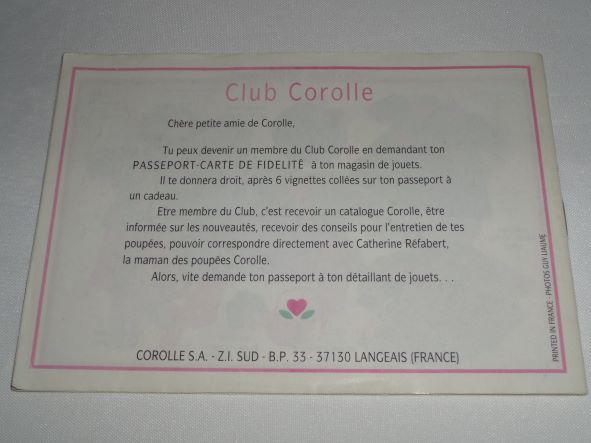 Club Corolle
Chère petite amie de Corolle,
Tu peux devenir un membre du Club Corolle en demandant ton
PASSEPORT-CARTE DE FIDELITÉ à ton magasin de jouets.
Il te donnera droit, après 6 vignettes collées sur ton passeport à
un cadeau.
Etre membre du Club, c'est recevoir un catalogue Corolle, être
informée sur les nouveautés, recevoir des conseils pour l'entretien de tes
poupées, pouvoir correspondre directement avec Catherine Réfabert,
la maman des poupées Corolle.
Alors, vite demande ton passeport à ton détaillant de jouets. . .
COROLLE S.A. - Z.I. SUD - B.P. 33 - 37130 LANGEAIS (FRANCE)
PRINTED IN FRANCE - PHOTOS GUY LIAUME